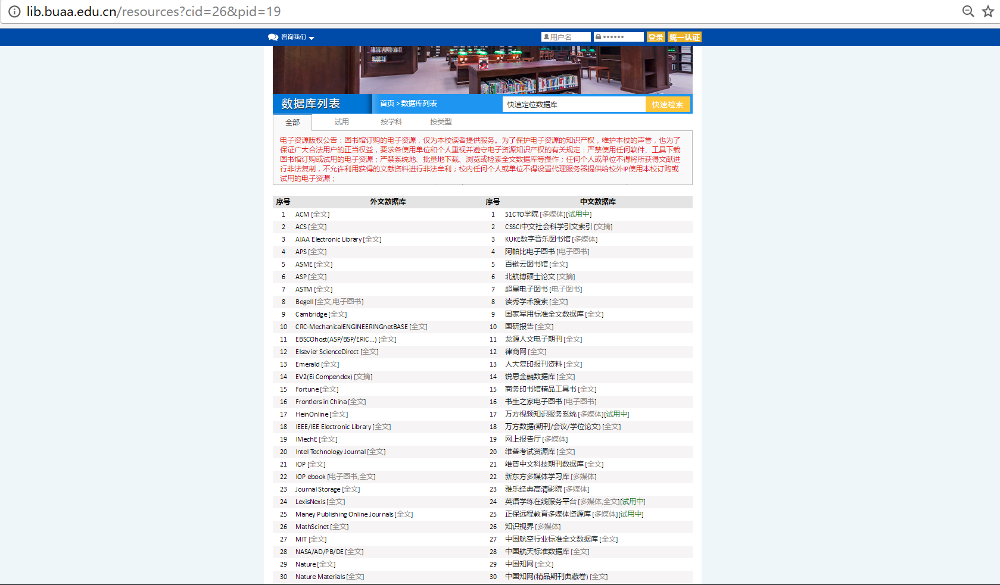 lib.buaa.edu.cn/resources?cid=26&pid=19
咨询我们 用户名 •••••• 登录 统一认证
数据库列表 首页 > 数据库列表 快速定位数据库 快速检索
全部 试用 按学科 按类型
电子资源版权公告：图书馆订购的电子资源，仅为本校读者提供服务。为了保护电子资源的知识产权，维护本校的声誉，也为了
保证广大合法用户的正当权益，要求各使用单位和个人重视并遵守电子资源知识产权的有关规定：严禁使用任何软件、工具下载
图书馆订购或试用的电子资源；严禁系统地、批量地下载、浏览或检索全文数据库等操作；任何个人或单位不得将所获得文献进
行非法复制，不允许利用获得的文献资料进行非法牟利；校内任何个人或单位不得设置代理服务器提供给校外IP使用本校订购或
试用的电子资源；
序号 外文数据库 序号 中文数据库
1 ACM [全文] 1 51CTO学院 [多媒体][试用中]
2 ACS [全文] 2 CSSCI中文社会科学引文索引 [文摘]
3 AIAA Electronic Library [全文] 3 KUKE数字音乐图书馆 [多媒体]
4 APS [全文] 4 阿帕比电子图书 [电子图书]
5 ASME [全文] 5 百链云图书馆 [全文]
6 ASP [全文] 6 北航博硕士论文 [文摘]
7 ASTM [全文] 7 超星电子图书 [电子图书]
8 Begell [全文,电子图书] 8 读秀学术搜索 [全文]
9 Cambridge [全文] 9 国家军用标准全文数据库 [全文]
10 CRC-MechanicalENGINEERINGnetBASE [全文] 10 国研报告 [全文]
11 EBSCOhost(ASP/BSP/ERIC...) [全文] 11 龙源人文电子期刊 [全文]
12 Elsevier ScienceDirect [全文] 12 律商网 [全文]
13 Emerald [全文] 13 人大复印报刊资料 [全文]
14 EV2(Ei Compendex) [文摘] 14 锐思金融数据库 [全文]
15 Fortune [全文] 15 商务印书馆精品工具书 [全文]
16 Frontiers in China [全文] 16 书生之家电子图书 [电子图书]
17 HeinOnline [全文] 17 万方视频知识服务系统 [多媒体][试用中]
18 IEEE/IEE Electronic Library [全文] 18 万方数据(期刊/会议/学位论文) [全文]
19 IMechE [全文] 19 网上报告厅 [多媒体]
20 Intel Technology Journal [全文] 20 维普考试资源库 [全文]
21 IOP [全文] 21 维普中文科技期刊数据库 [全文]
22 IOP ebook [电子图书,全文] 22 新东方多媒体学习库 [多媒体]
23 Journal Storage [全文] 23 雅乐经典高清影院 [多媒体]
24 LexisNexis [全文] 24 英语学练在线服务平台 [多媒体,全文][试用中]
25 Maney Publishing Online Journals [全文] 25 正保远程教育多媒体资源库 [多媒体][试用中]
26 MathScinet [全文] 26 知识视界 [多媒体]
27 MIT [全文] 27 中国航空行业标准全文数据库 [全文]
28 NASA/AD/PB/DE [全文] 28 中国航天标准数据库 [全文]
29 Nature [全文] 29 中国知网 [全文]
30 Nature Materials [全文] 30 中国知网(精品期刊典藏卷) [全文]